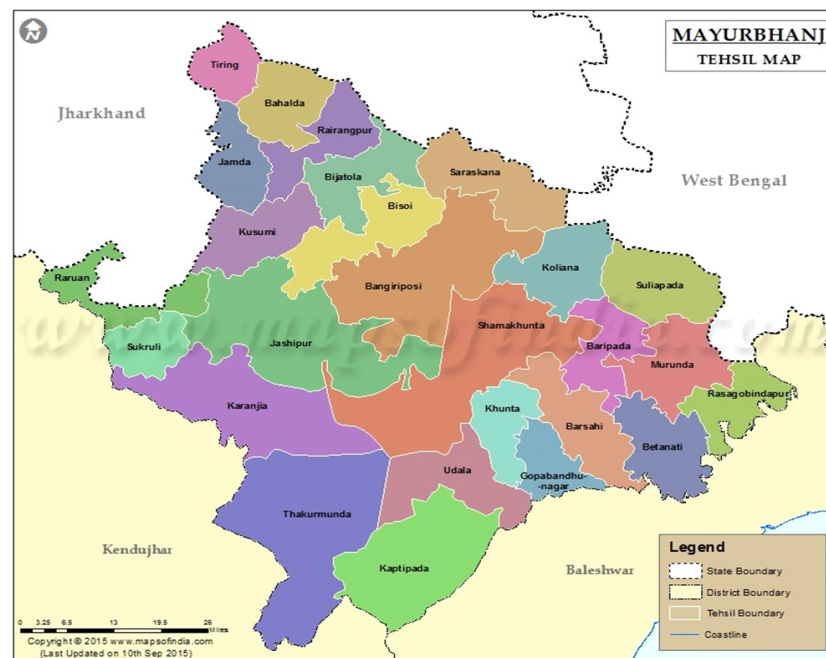 MAYURBHANJ
TEHSIL MAP
N
Tiring
Bahalda
Jharkhand
Rairangpur
Jamda
Bijatola
Saraskana
West Bengal
Bisoi
Kusumi
Koliana
Raruan
Bangiriposi
Suliapada
Shamakhunta
www.mapsofindia.com
Sukruli
Jashipur
Baripada
Murunda
Rasagobindapur
Karanjia
Khunta
Barsahi
Betanati
Udala
Gopabandhu-
nagar
Thakurmunda
Kendujhar
Kaptipada
Baleshwar
Legend
State Boundary
District Boundary
Tehsil Boundary
Coastline
0 3.25 6.5 13 19.5 26
Miles
Copyright © 2015 www.mapsofindia.com
(Last Updated on 10th Sep 2015)